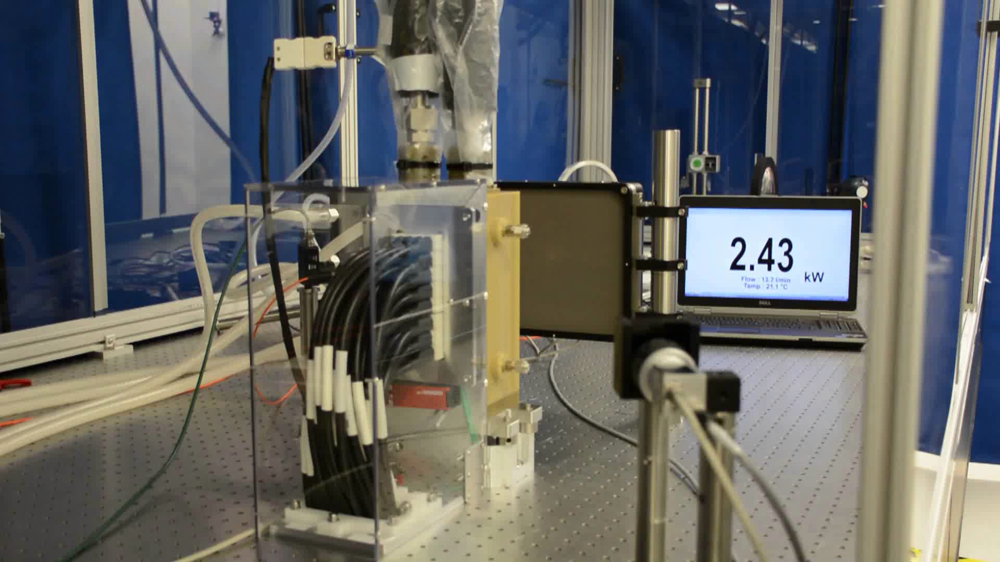 2.43
kW
Flow : 13.7 l/min
Temp : 21.1 °C
DELL